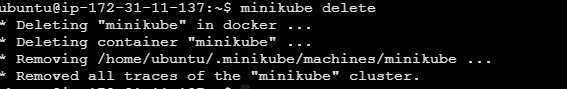 ubuntu@ip-172-31-11-137:~$ minikube delete
* Deleting "minikube" in docker ...
* Deleting container "minikube" ...
* Removing /home/ubuntu/.minikube/machines/minikube ...
* Removed all traces of the "minikube" cluster.